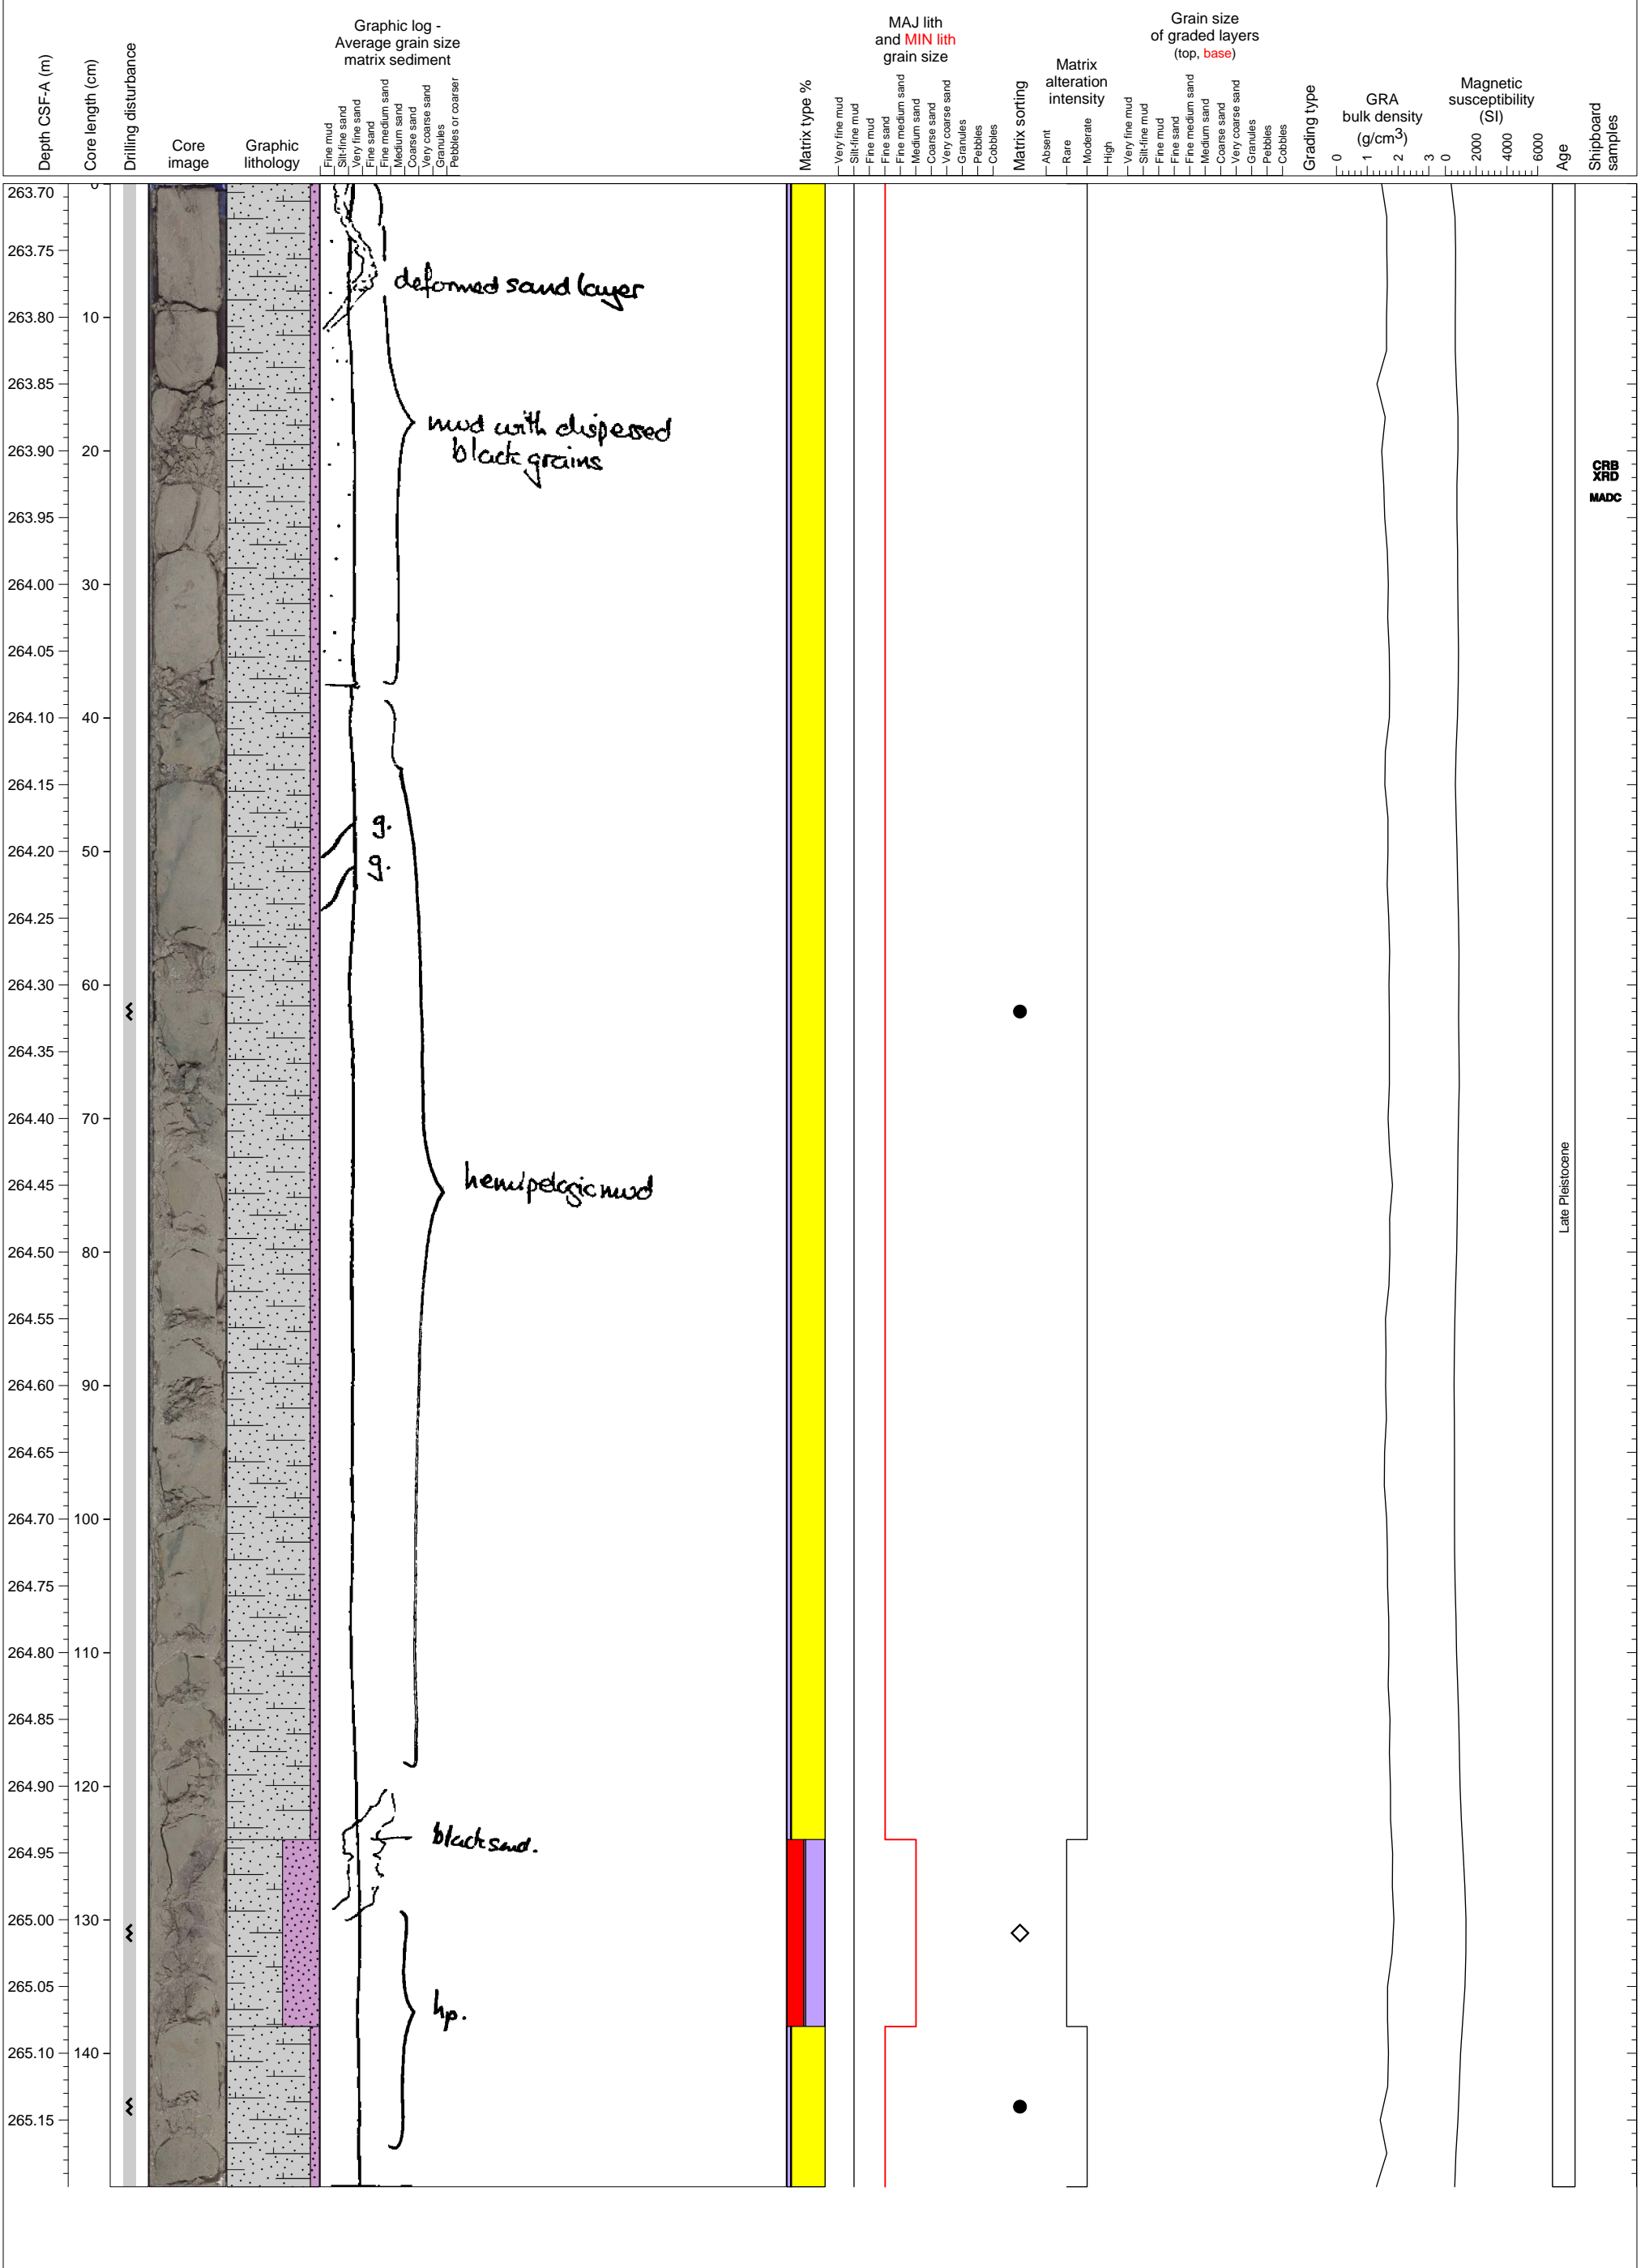 Depth CSF-A (m)
Core length (cm)
Drilling disturbance
Core
image
Graphic
lithology
Graphic log -
Average grain size
matrix sediment
Fine mud
Silt-fine sand
Very fine sand
Fine sand
Fine medium sand
Medium sand
Coarse sand
Very coarse sand
Granules
Pebbles or coarser
Matrix type %
MAJ lith
and MIN lith
grain size
Very fine mud
Silt-fine mud
Fine mud
Fine sand
Fine medium sand
Medium sand
Coarse sand
Very coarse sand
Granules
Pebbles
Cobbles
Matrix sorting
Matrix
alteration
intensity
Absent
Rare
Moderate
High
Grain size
of graded layers
(top, base)
Very fine mud
Silt-fine mud
Fine mud
Fine sand
Fine medium sand
Medium sand
Coarse sand
Very coarse sand
Granules
Pebbles
Cobbles
Grading type
GRA
bulk density
(g/cm3)
0 1 2 3
Magnetic
susceptibility
(SI)
0 2000 4000 6000
Age
Shipboard
samples
263.70 0
263.75
deformed sand layer
263.80 10
263.85
mud with dispersed
black grains
263.90 20
CRB
XRD
MADC
263.95
264.00 30
264.05
264.10 40
264.15
g.
264.20 50
g.
264.25
264.30 60
264.35
264.40 70
Late Pleistocene
264.45
hemipelagic mud
264.50 80
264.55
264.60 90
264.65
264.70 100
264.75
264.80 110
264.85
264.90 120
black sand.
264.95
265.00 130
265.05
hp.
265.10 140
265.15